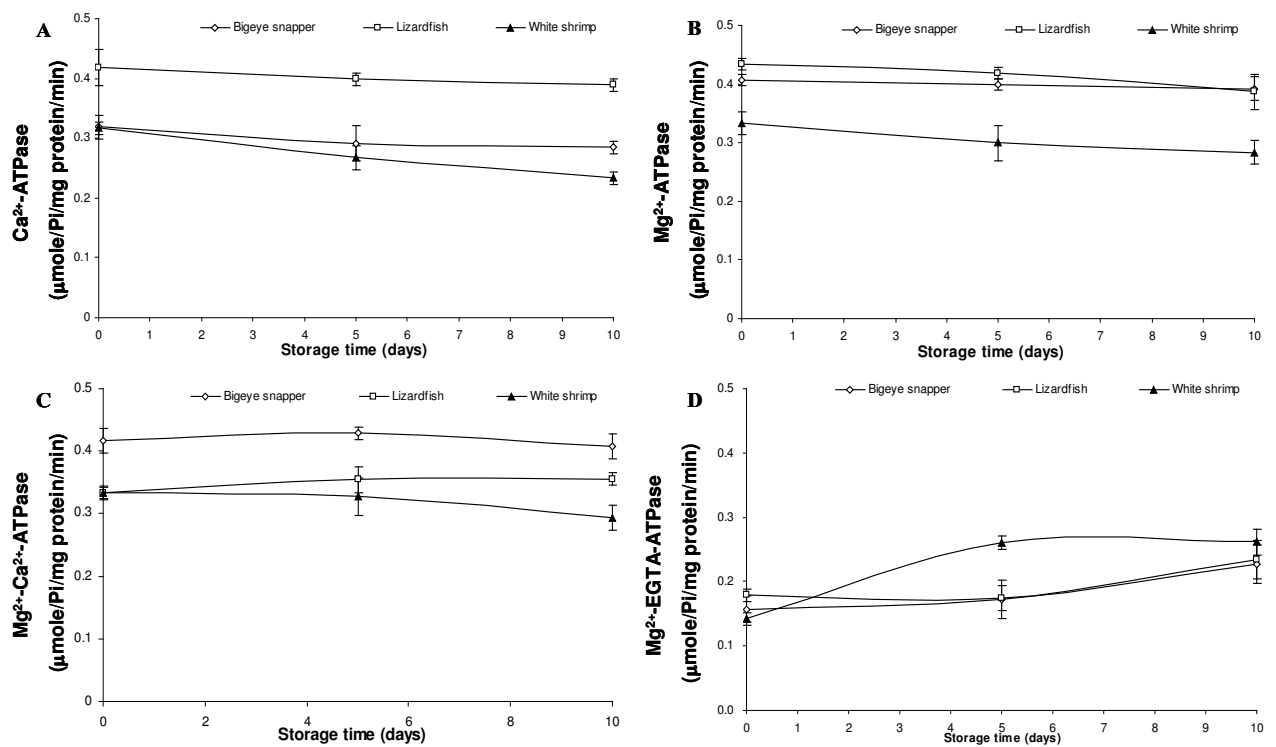 A
Bigeye snapper Lizardfish White shrimp
Ca²⁺-ATPase
(µmole/Pi/mg protein/min)
0.5
0.4
0.3
0.2
0.1
0
0 1 2 3 4 5 6 7 8 9 10
Storage time (days)
B
Bigeye snapper Lizardfish White shrimp
Mg²⁺-ATPase
(µmole/Pi/mg protein/min)
0.5
0.4
0.3
0.2
0.1
0
0 1 2 3 4 5 6 7 8 9 10
Storage time (days)
C
Bigeye snapper Lizardfish White shrimp
Mg²⁺-Ca²⁺-ATPase
(µmole/Pi/mg protein/min)
0.5
0.4
0.3
0.2
0.1
0
0 2 4 6 8 10
Storage time (days)
D
Bigeye snapper Lizardfish White shrimp
Mg²⁺-EGTA-ATPase
(µmole/Pi/mg protein/min)
0.5
0.4
0.3
0.2
0.1
0.0
0 1 2 3 4 5 6 7 8 9 10
Storage time (days)